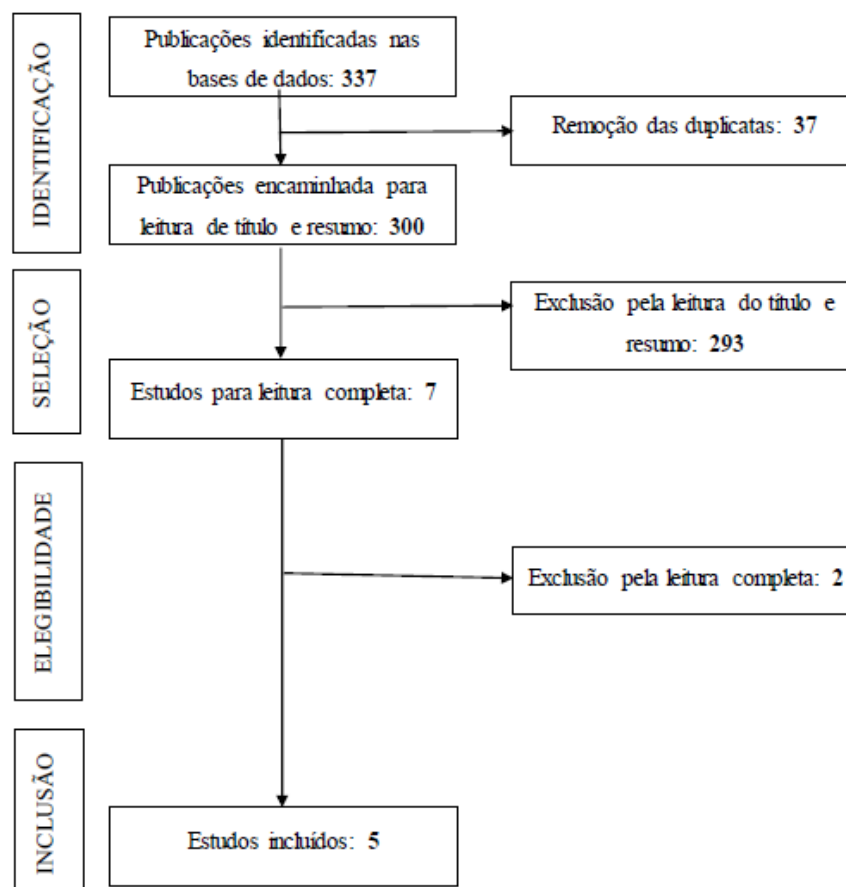 IDENTIFICAÇÃO
Publicações identificadas nas
bases de dados: 337
Remoção das duplicatas: 37
Publicações encaminhada para
leitura de título e resumo: 300
SELEÇÃO
Exclusão pela leitura do título e
resumo: 293
Estudos para leitura completa: 7
ELEGIBILIDADE
Exclusão pela leitura completa: 2
INCLUSÃO
Estudos incluídos: 5